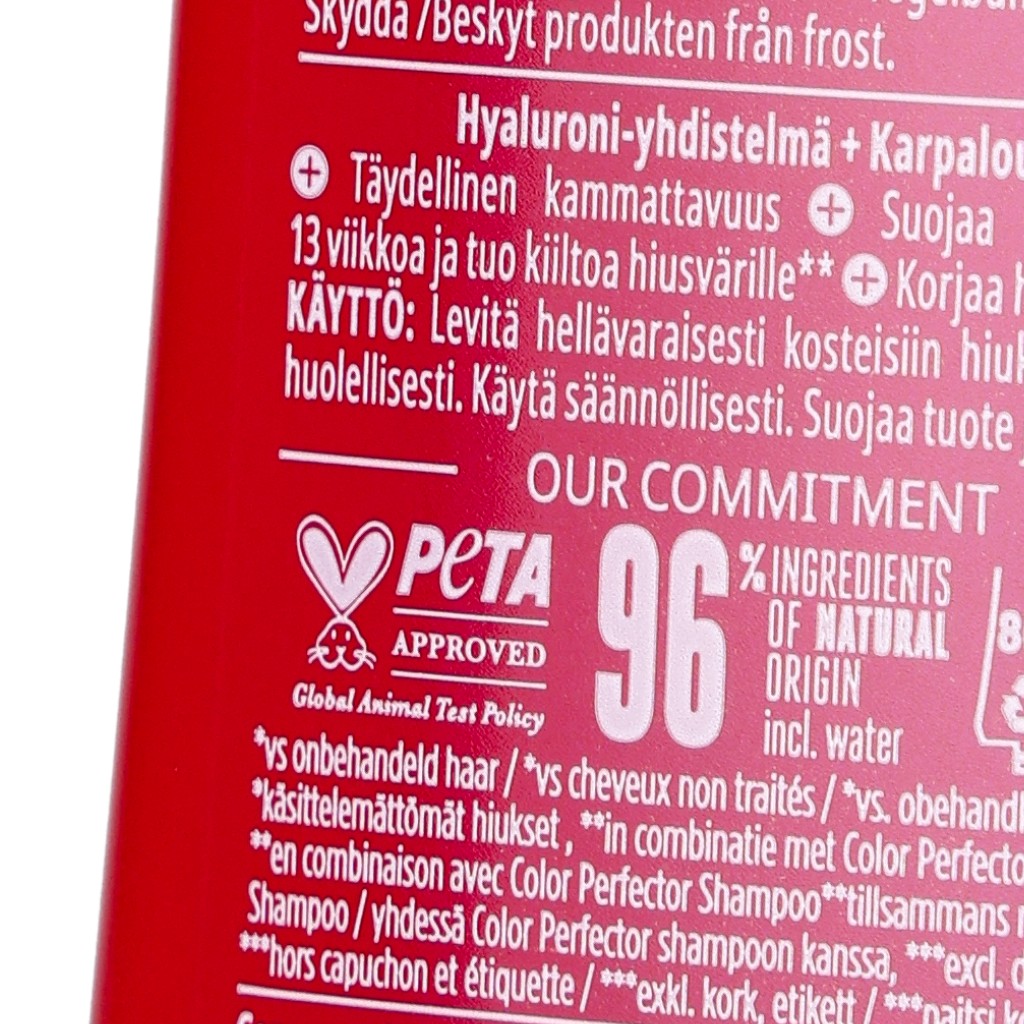 Skydda /Beskyt produkten från frost.
Hyaluroni-yhdistelmä + Karpalou
Täydellinen kammattavuus Suojaa
13 viikkoa ja tuo kiiltoa hiusvärille** Korjaa h
KÄYTTÖ: Levitä hellävaraisesti kosteisiin hiuk
huolellisesti. Käytä säännöllisesti. Suojaa tuote
OUR COMMITMENT
PETA
APPROVED
Global Animal Test Policy
96% INGREDIENTS
OF NATURAL
ORIGIN
incl. water
8
*vs onbehandeld haar / *vs cheveux non traités / *vs. obehandl
*käsittelemättömät hiukset, **in combinatie met Color Perfecto
**en combinaison avec Color Perfector Shampoo**tillsammans
Shampoo / yhdessä Color Perfector shampoon kanssa, ***excl.
***hors capuchon et étiquette / ***exkl. kork, etikett / ***paitsi